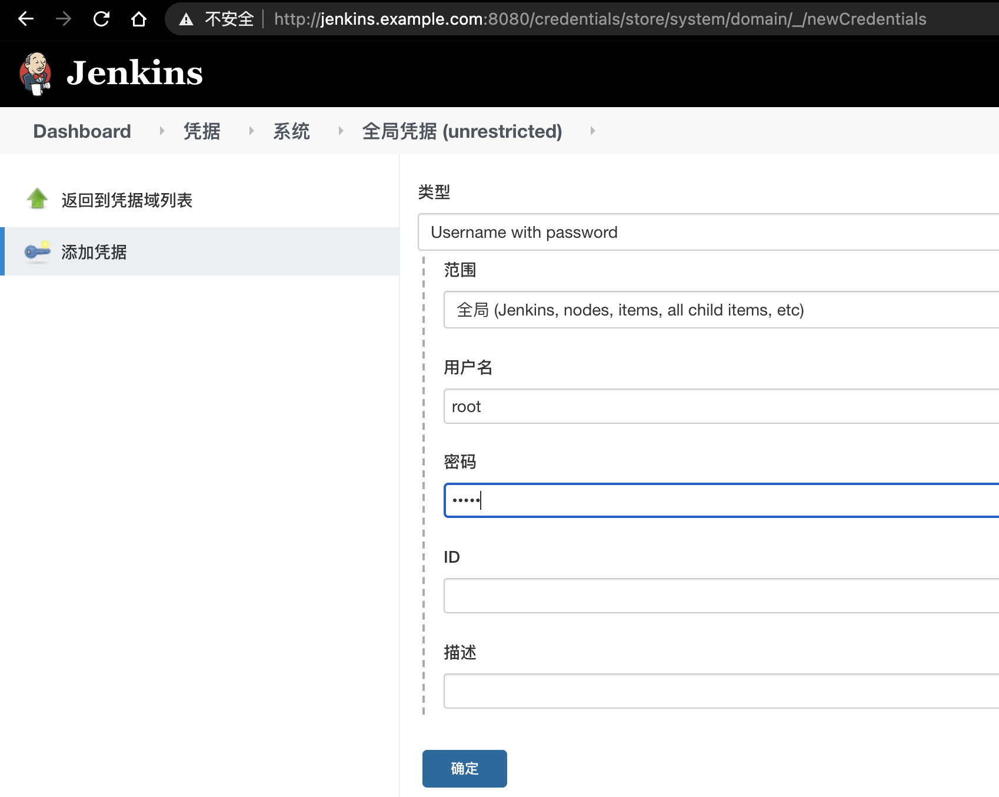 不安全 http://jenkins.example.com:8080/credentials/store/system/domain/_/newCredentials
Jenkins
Dashboard 凭据 系统 全局凭据 (unrestricted)
返回到凭据域列表
添加凭据
类型
Username with password
范围
全局 (Jenkins, nodes, items, all child items, etc)
用户名
root
密码
•••••
ID
描述
确定